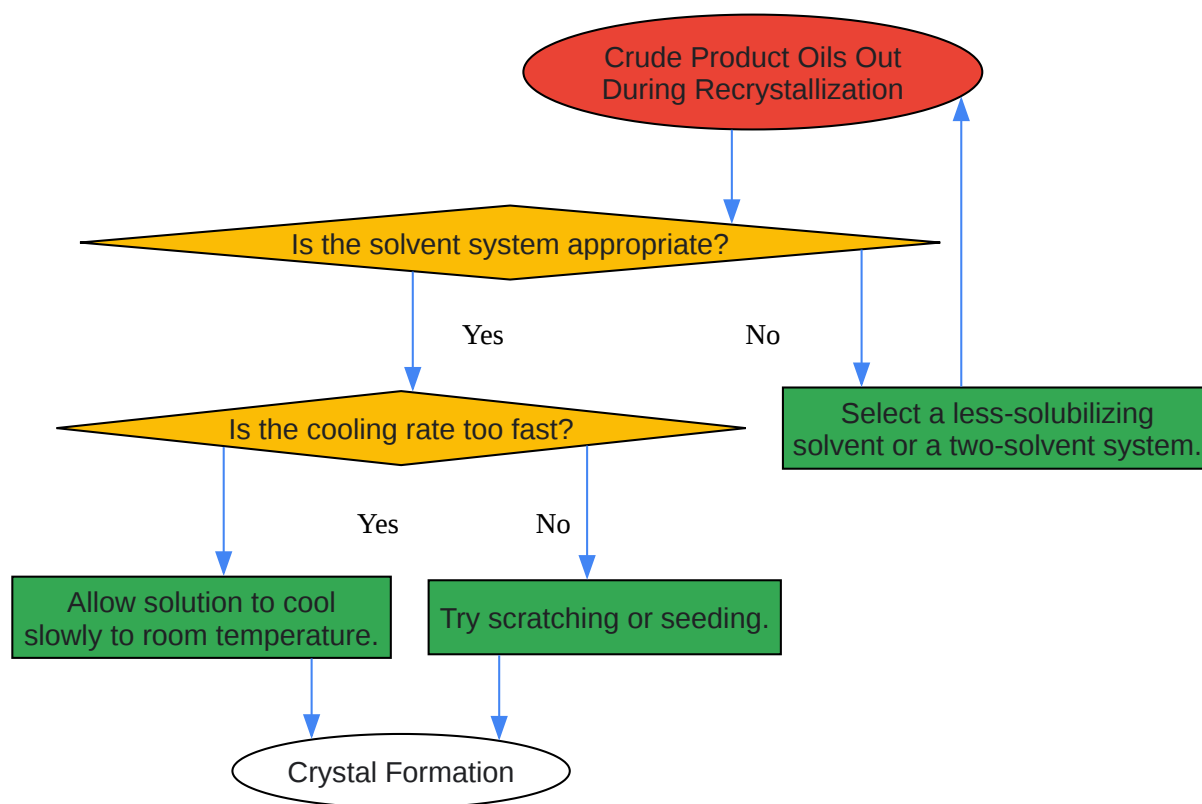 Crude Product Oils Out
During Recrystallization
Is the solvent system appropriate?
Yes
No
Is the cooling rate too fast?
Select a less-solubilizing
solvent or a two-solvent system.
Yes
No
Allow solution to cool
slowly to room temperature.
Try scratching or seeding.
Crystal Formation